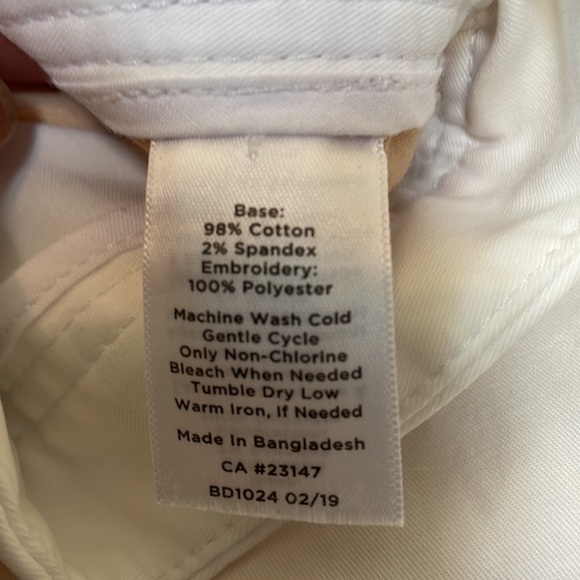 Base:
98% Cotton
2% Spandex
Embroidery:
100% Polyester
Machine Wash Cold
Gentle Cycle
Only Non-Chlorine
Bleach When Needed
Tumble Dry Low
Warm Iron, If Needed
Made In Bangladesh
CA #23147
BD1024 02/19